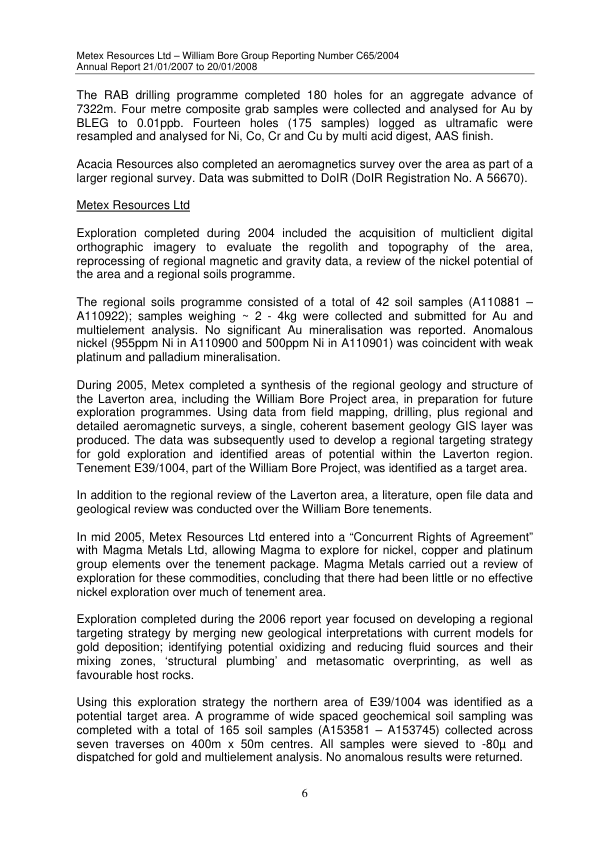 Metex Resources Ltd – William Bore Group Reporting Number C65/2004
Annual Report 21/01/2007 to 20/01/2008
The RAB drilling programme completed 180 holes for an aggregate advance of
7322m. Four metre composite grab samples were collected and analysed for Au by
BLEG to 0.01ppb. Fourteen holes (175 samples) logged as ultramafic were
resampled and analysed for Ni, Co, Cr and Cu by multi acid digest, AAS finish.
Acacia Resources also completed an aeromagnetics survey over the area as part of a
larger regional survey. Data was submitted to DoIR (DoIR Registration No. A 56670).
Metex Resources Ltd
Exploration completed during 2004 included the acquisition of multiclient digital
orthographic imagery to evaluate the regolith and topography of the area,
reprocessing of regional magnetic and gravity data, a review of the nickel potential of
the area and a regional soils programme.
The regional soils programme consisted of a total of 42 soil samples (A110881 –
A110922); samples weighing ~ 2 - 4kg were collected and submitted for Au and
multielement analysis. No significant Au mineralisation was reported. Anomalous
nickel (955ppm Ni in A110900 and 500ppm Ni in A110901) was coincident with weak
platinum and palladium mineralisation.
During 2005, Metex completed a synthesis of the regional geology and structure of
the Laverton area, including the William Bore Project area, in preparation for future
exploration programmes. Using data from field mapping, drilling, plus regional and
detailed aeromagnetic surveys, a single, coherent basement geology GIS layer was
produced. The data was subsequently used to develop a regional targeting strategy
for gold exploration and identified areas of potential within the Laverton region.
Tenement E39/1004, part of the William Bore Project, was identified as a target area.
In addition to the regional review of the Laverton area, a literature, open file data and
geological review was conducted over the William Bore tenements.
In mid 2005, Metex Resources Ltd entered into a “Concurrent Rights of Agreement”
with Magma Metals Ltd, allowing Magma to explore for nickel, copper and platinum
group elements over the tenement package. Magma Metals carried out a review of
exploration for these commodities, concluding that there had been little or no effective
nickel exploration over much of tenement area.
Exploration completed during the 2006 report year focused on developing a regional
targeting strategy by merging new geological interpretations with current models for
gold deposition; identifying potential oxidizing and reducing fluid sources and their
mixing zones, ‘structural plumbing’ and metasomatic overprinting, as well as
favourable host rocks.
Using this exploration strategy the northern area of E39/1004 was identified as a
potential target area. A programme of wide spaced geochemical soil sampling was
completed with a total of 165 soil samples (A153581 – A153745) collected across
seven traverses on 400m x 50m centres. All samples were sieved to -80µ and
dispatched for gold and multielement analysis. No anomalous results were returned.
6